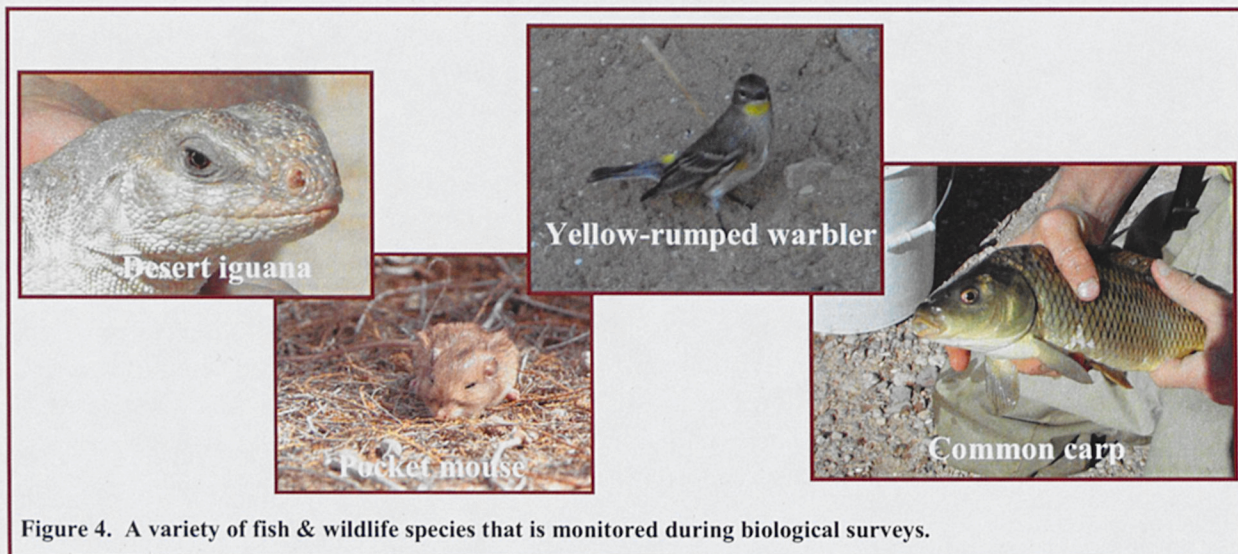 Desert iguana
Yellow-rumped warbler
Pocket mouse
Common carp
Figure 4. A variety of fish & wildlife species that is monitored during biological surveys.